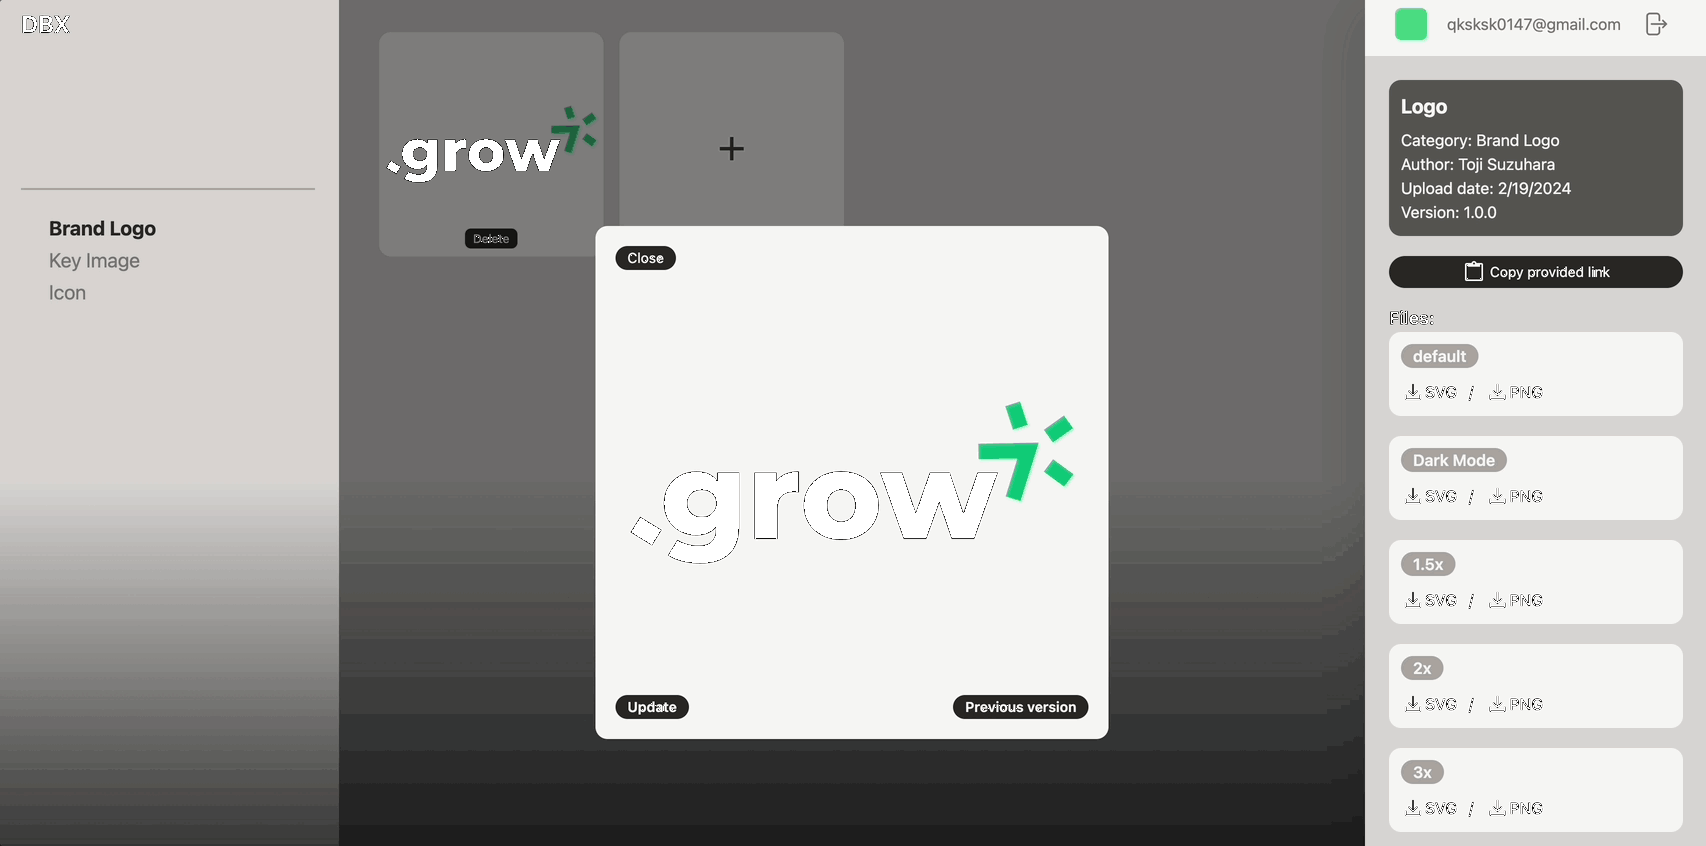 DBX
Brand Logo
Key Image
Icon
.grow
Delete
Close
.grow
Update
Previous version
qksksk0147@gmail.com
Logo
Category: Brand Logo
Author: Toji Suzuhara
Upload date: 2/19/2024
Version: 1.0.0
Copy provided link
Files:
default
SVG / PNG
Dark Mode
SVG / PNG
1.5x
SVG / PNG
2x
SVG / PNG
3x
SVG / PNG